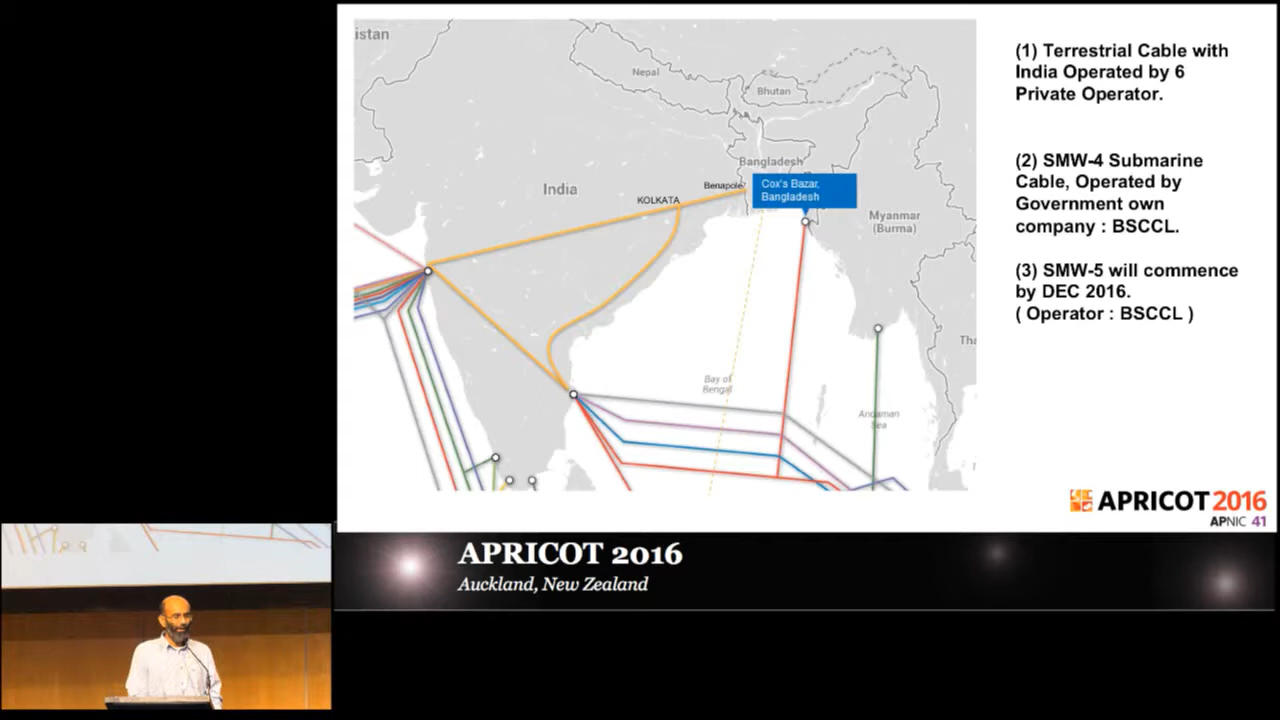 istan
Nepal
Bhutan
Bangladesh
India
KOLKATA
Benapole
Cox's Bazar,
Bangladesh
Myanmar
(Burma)
Tha
Bay of
Bengal
Andaman
Sea
(1) Terrestrial Cable with
India Operated by 6
Private Operator.
(2) SMW-4 Submarine
Cable, Operated by
Government own
company : BSCCL.
(3) SMW-5 will commence
by DEC 2016.
( Operator : BSCCL )
APRICOT 2016
APNIC 41
APRICOT 2016
Auckland, New Zealand